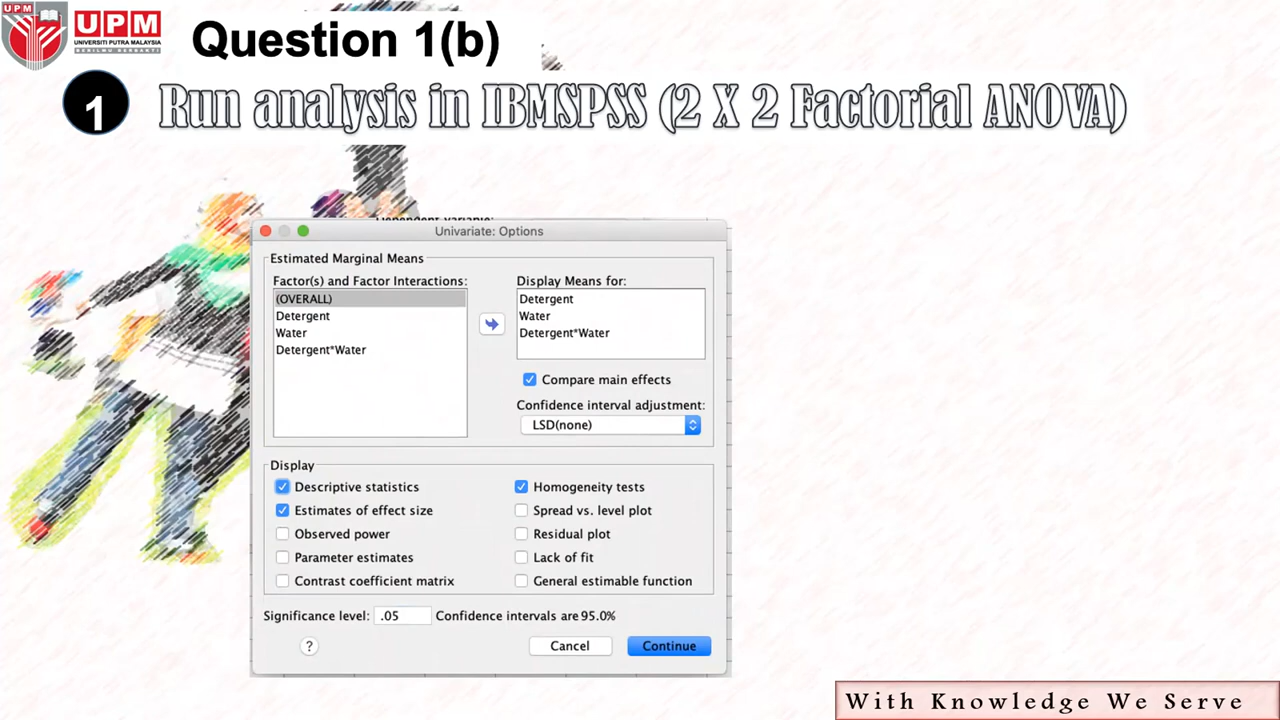 UPM
UPM
UNIVERSITI PUTRA MALAYSIA
BERILMU BERBAKTI
Question 1(b)
1
Run analysis in IBMSPSS (2 X 2 Factorial ANOVA)
Dependent Variable:
Univariate: Options
Estimated Marginal Means
Factor(s) and Factor Interactions:
(OVERALL)
Detergent
Water
Detergent*Water
Display Means for:
Detergent
Water
Detergent*Water
Compare main effects
Confidence interval adjustment:
LSD(none)
Display
Descriptive statistics
Homogeneity tests
Estimates of effect size
Spread vs. level plot
Observed power
Residual plot
Parameter estimates
Lack of fit
Contrast coefficient matrix
General estimable function
Significance level: .05 Confidence intervals are 95.0%
? Cancel Continue
With Knowledge We Serve